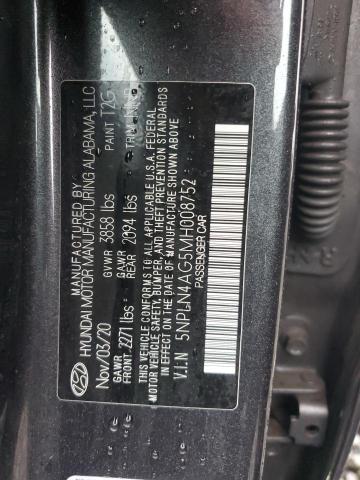 MANUFACTURED BY
HYUNDAI MOTOR MANUFACTURING ALABAMA, LLC
Nov/03/20 GVWR 3858 lbs PAINT T2G
GAWR FRONT 2271 lbs GAWR REAR 2094 lbs TRIM
THIS VEHICLE CONFORMS TO ALL APPLICABLE U.S.A. FEDERAL
MOTOR VEHICLE SAFETY, BUMPER, AND THEFT PREVENTION STANDARDS
IN EFFECT ON THE DATE OF MANUFACTURE SHOWN ABOVE.
V.I.N 5NPLN4AG5MH008752
PASSENGER CAR